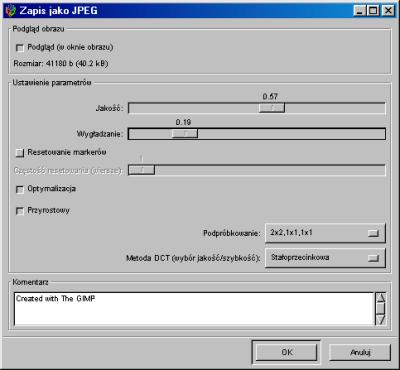 Zapis jako JPEG
Podgląd obrazu
Podgląd (w oknie obrazu)
Rozmiar: 41180 b (40.2 kB)
Ustawienie parametrów
0.57
Jakość:
0.19
Wygładzanie:
Resetowanie markerów
1
Częstość resetowania (wiersze):
Optymalizacja
Przyrostowy
Podpróbkowanie: 2x2,1x1,1x1
Metoda DCT (wybór jakość/szybkość): Stałoprzecinkowa
Komentarz
Created with The GIMP
OK Anuluj